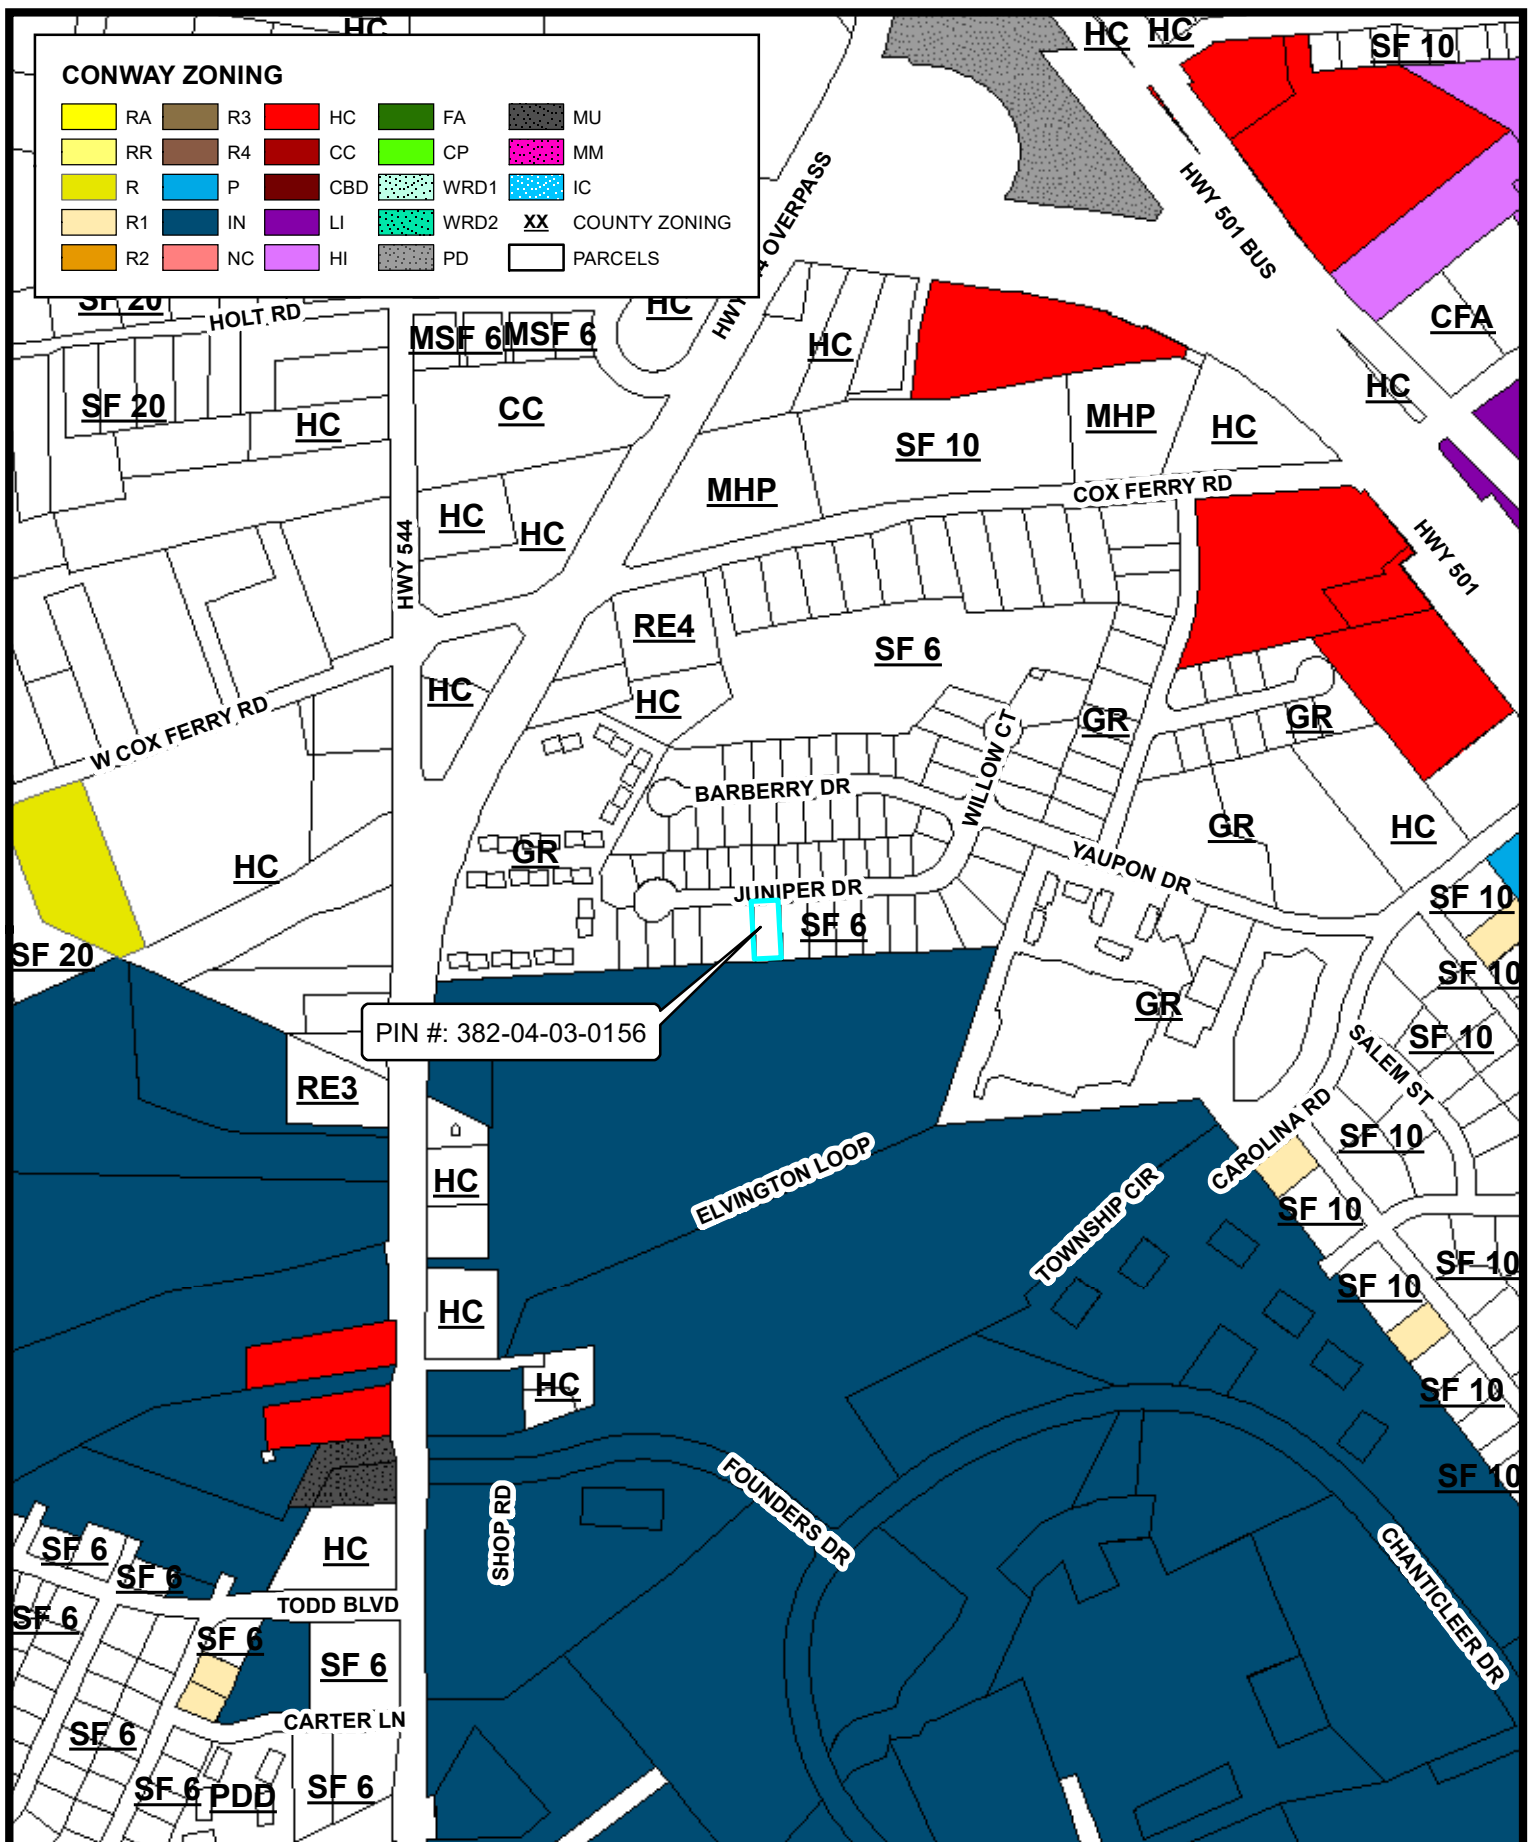 HC
HC
HC
SF 10
CONWAY ZONING
RA
R3
HC
FA
MU
RR
R4
CC
CP
MM
R
P
CBD
WRD1
IC
R1
IN
LI
WRD2
XX
COUNTY ZONING
R2
NC
HI
PD
PARCELS
HWY 501 BUS
OVERPASS
HWY
SF 20
HOLT RD
MSF 6
MSF 6
HC
HC
CFA
HC
SF 20
HC
CC
SF 10
MHP
HC
MHP
COX FERRY RD
HC
HC
HWY 544
HWY 501
RE4
SF 6
HC
HC
GR
GR
W COX FERRY RD
WILLOW CT
BARBERRY DR
GR
HC
YAUPON DR
HC
GR
JUNIPER DR
SF 6
SF 10
SF 20
SF 10
GR
PIN #: 382-04-03-0156
SF 10
SALEM ST
RE3
CAROLINA RD
SF 10
ELVINGTON LOOP
HC
TOWNSHIP CIR
SF 10
SF 10
SF 10
HC
HC
SF 10
FOUNDERS DR
SF 10
SHOP RD
CHANTICLEER DR
SF 6
HC
SF 6
TODD BLVD
SF 6
SF 6
SF 6
CARTER LN
SF 6
SF 6
PDD
SF 6